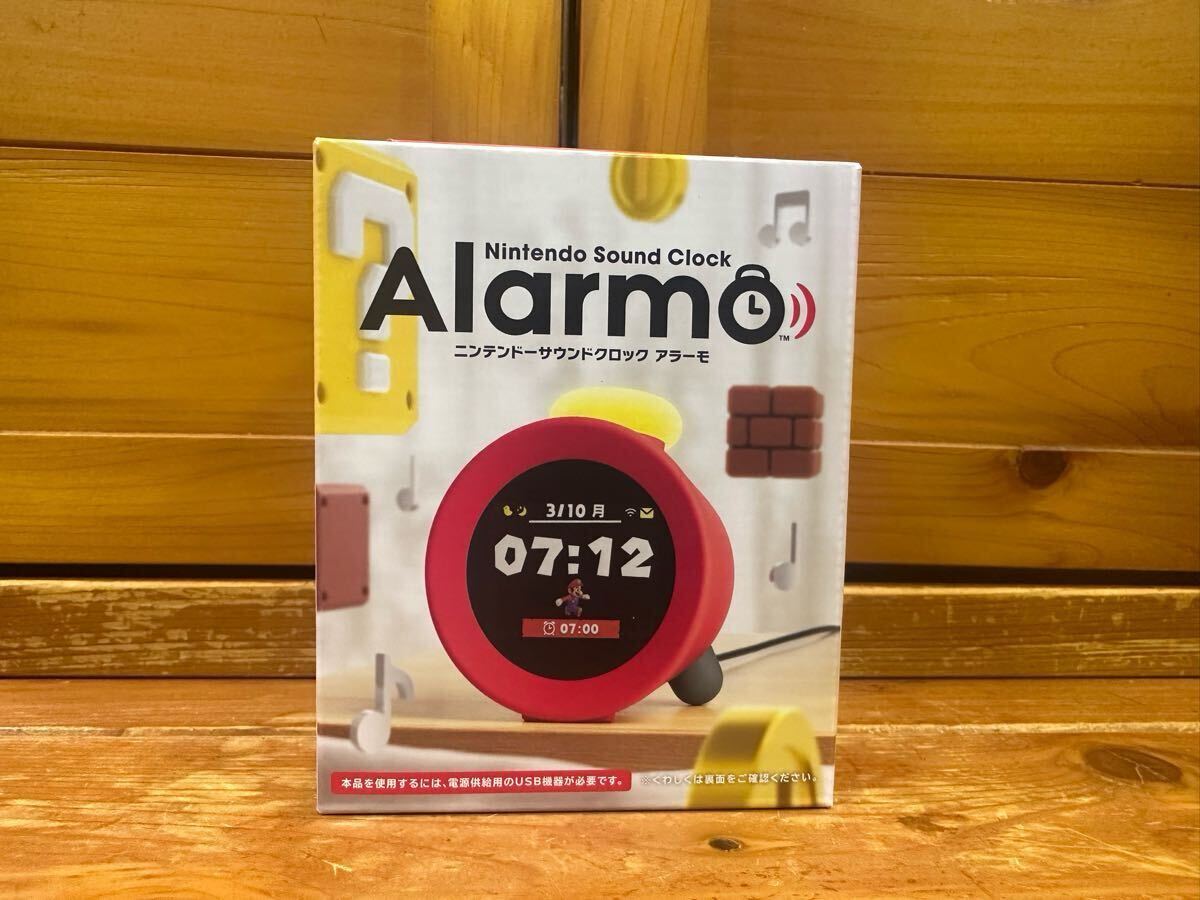 Nintendo Sound Clock
Alarmo
TM
ニンテンドーサウンドクロック アラーモ
3/10 月
07:12
07:00
本品を使用するには、電源供給用のUSB機器が必要です。
※くわしくは裏面をご確認ください。